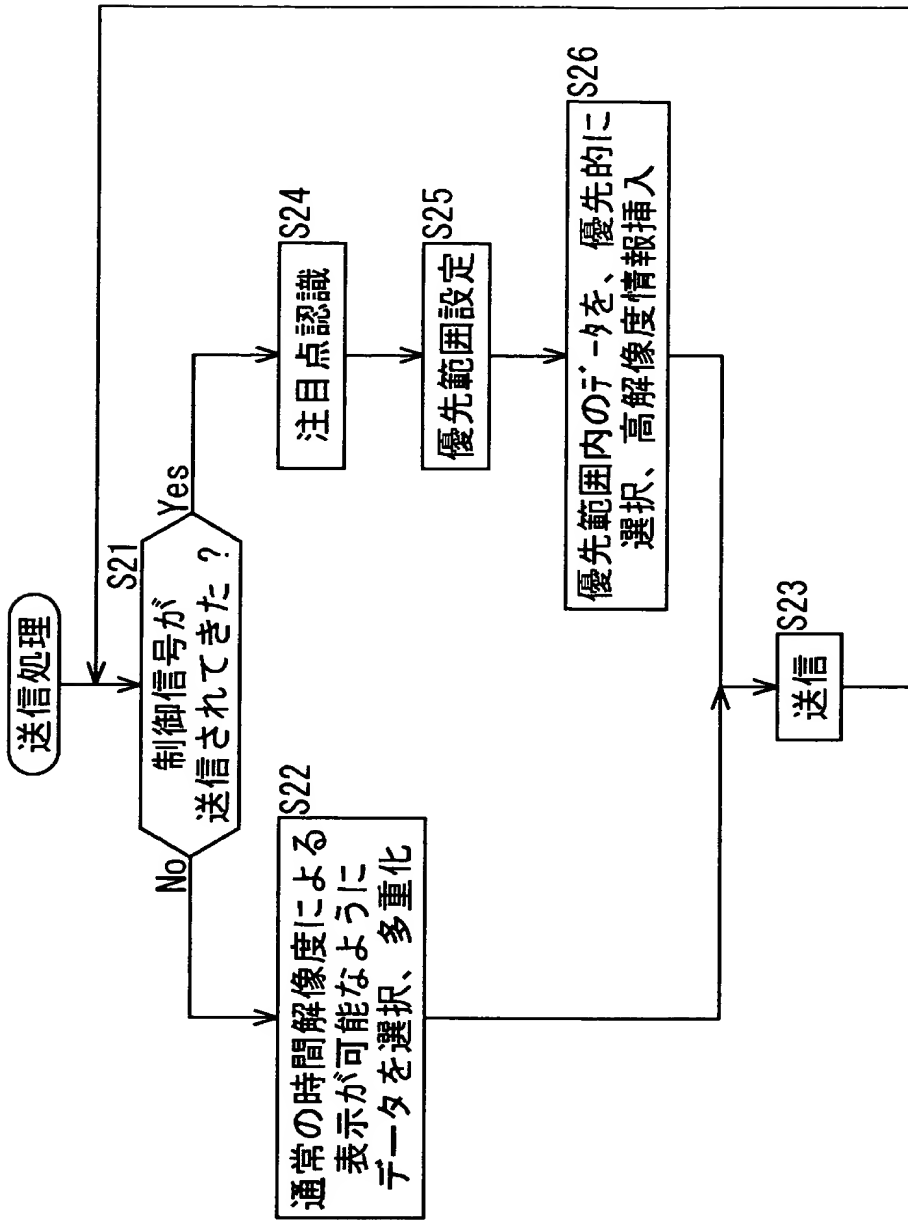 送信処理
S21
制御信号が
送信されてきた？
No
Yes
S22
通常の時間解像度による
表示が可能なように
データを選択、多重化
S24
注目点認識
S25
優先範囲設定
S26
優先範囲内のデータを、優先的に
選択、高解像度情報挿入
S23
送信